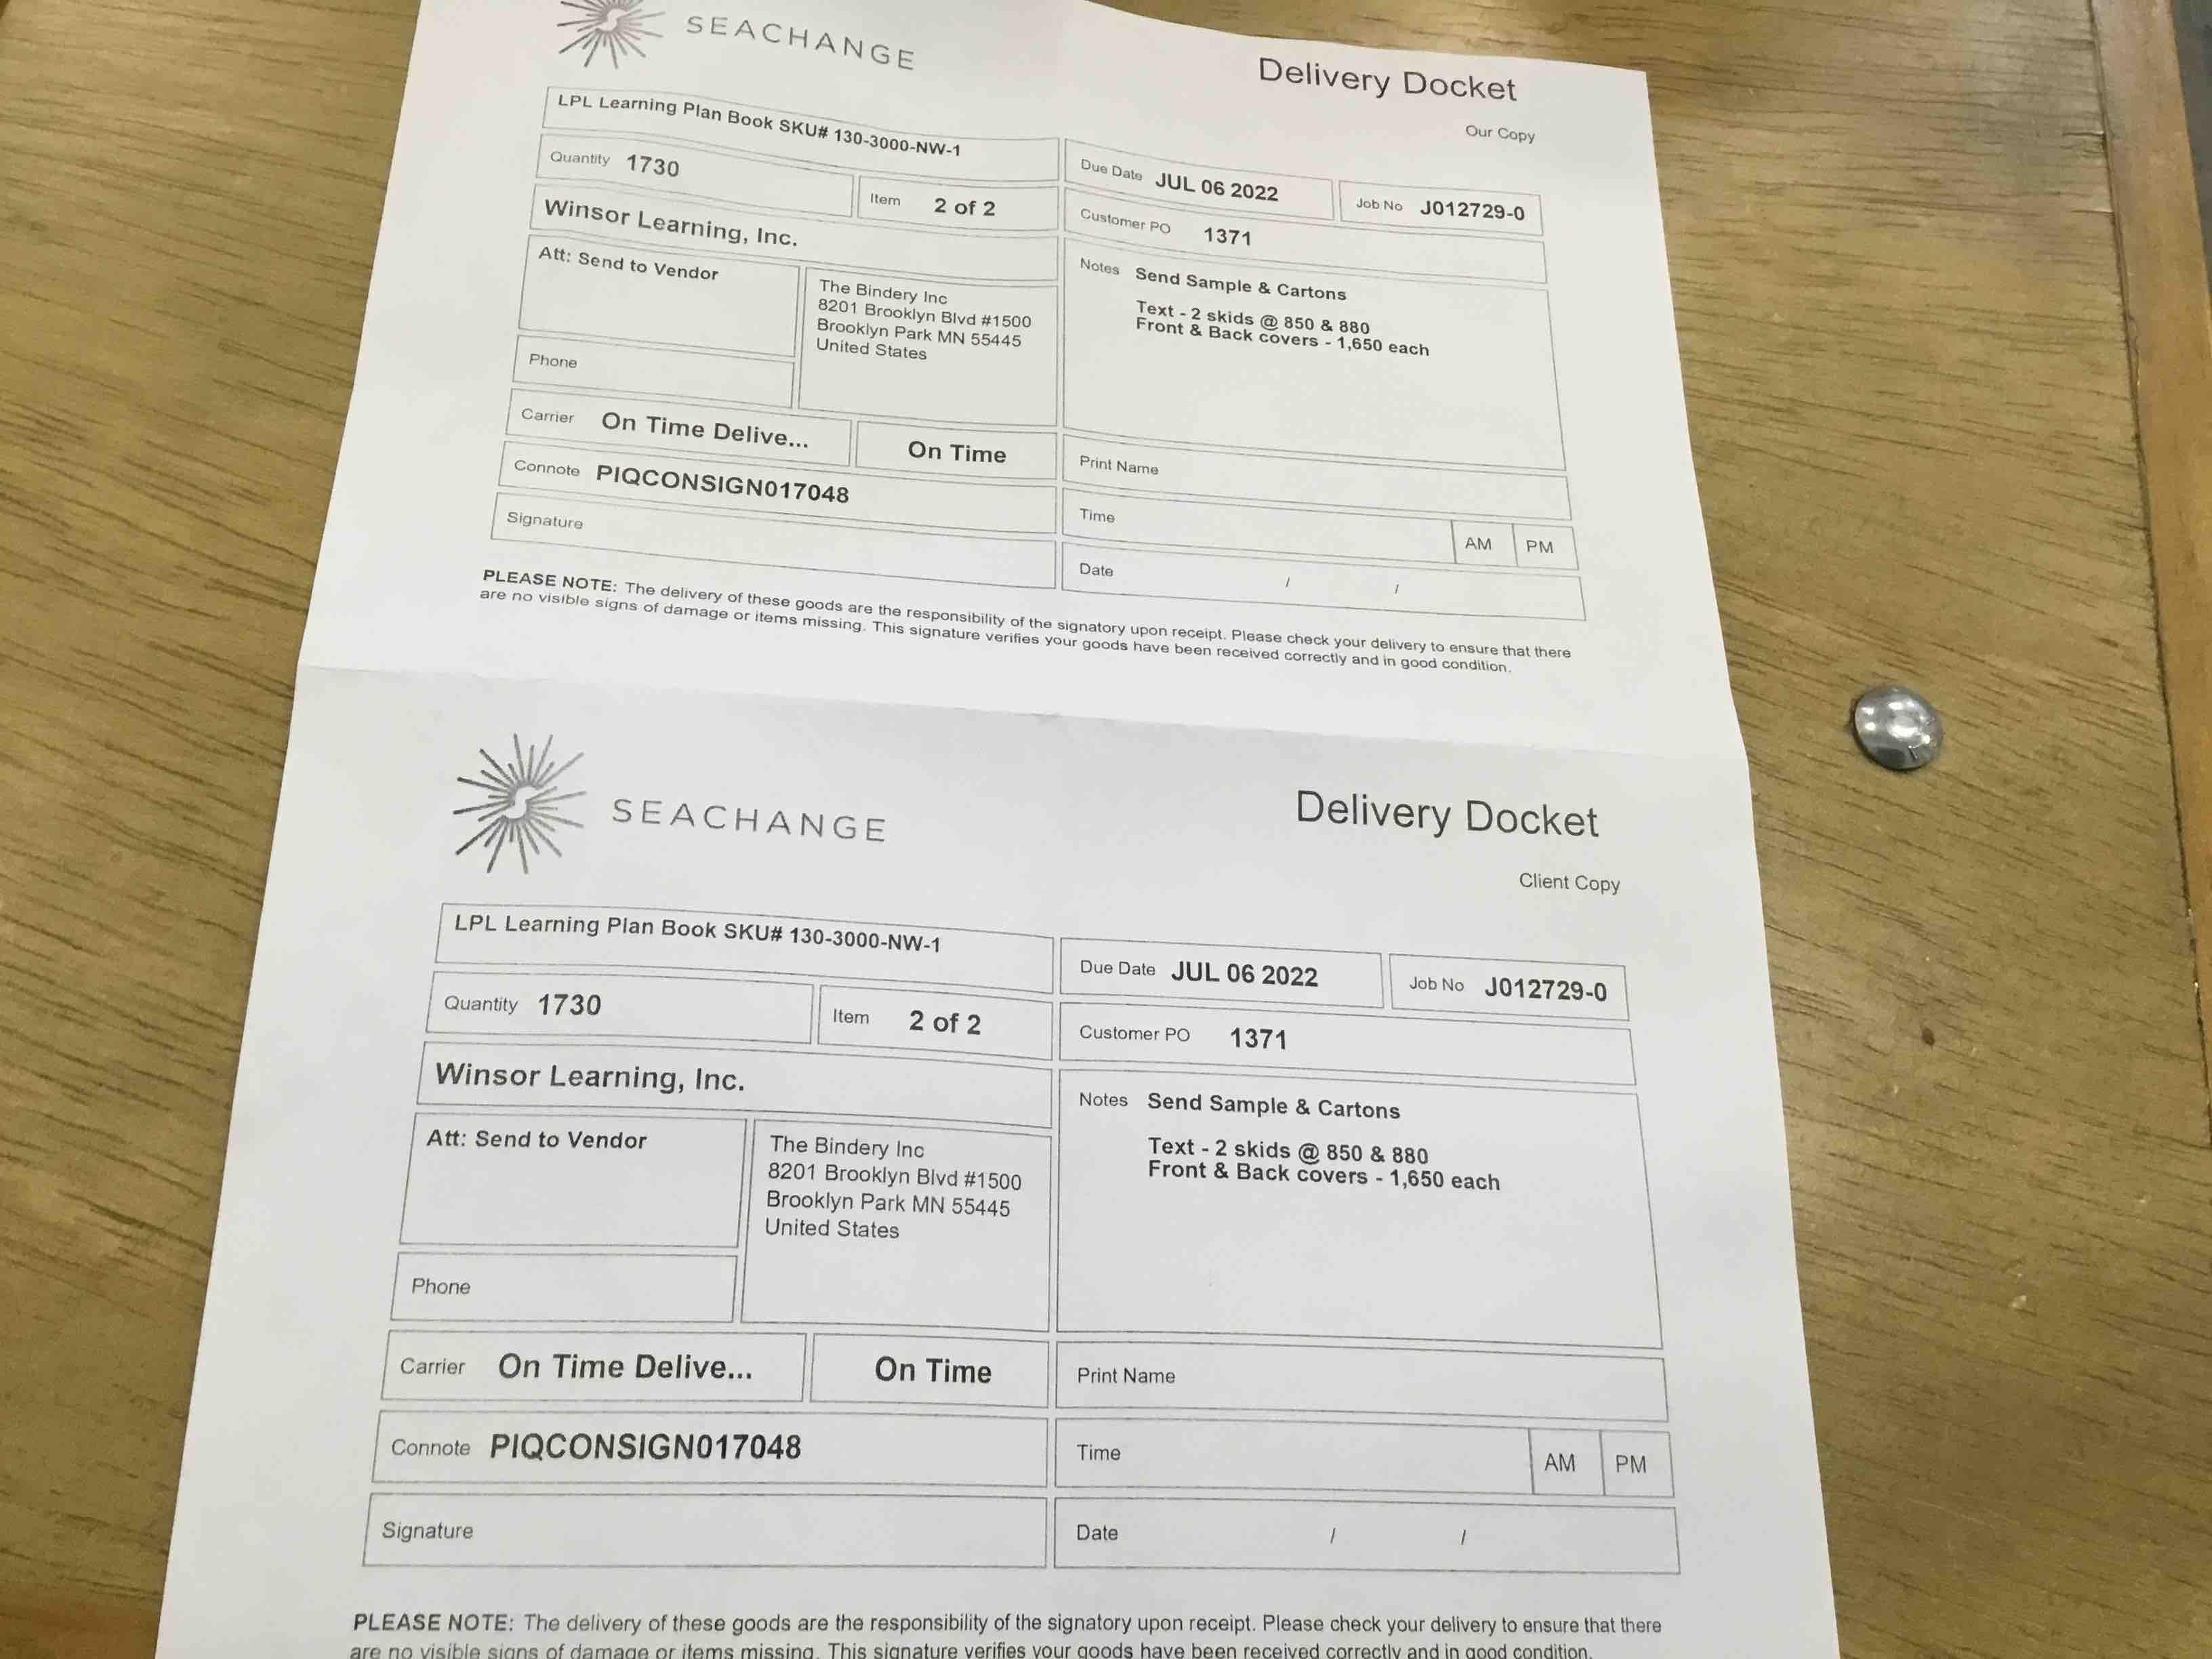 SEACHANGE
Delivery Docket
Our Copy
LPL Learning Plan Book SKU# 130-3000-NW-1
Due Date JUL 06 2022
Job No J012729-0
Quantity 1730
Item 2 of 2
Customer PO 1371
Winsor Learning, Inc.
Notes Send Sample & Cartons
Text - 2 skids @ 850 & 880
Front & Back covers - 1,650 each
Att: Send to Vendor
The Bindery Inc
8201 Brooklyn Blvd #1500
Brooklyn Park MN 55445
United States
Phone
Carrier On Time Delive...
On Time
Print Name
Connote PIQCONSIGN017048
Time
AM
PM
Signature
Date / /
PLEASE NOTE: The delivery of these goods are the responsibility of the signatory upon receipt. Please check your delivery to ensure that there
are no visible signs of damage or items missing. This signature verifies your goods have been received correctly and in good condition.
SEACHANGE
Delivery Docket
Client Copy
LPL Learning Plan Book SKU# 130-3000-NW-1
Due Date JUL 06 2022
Job No J012729-0
Quantity 1730
Item 2 of 2
Customer PO 1371
Winsor Learning, Inc.
Notes Send Sample & Cartons
Text - 2 skids @ 850 & 880
Front & Back covers - 1,650 each
Att: Send to Vendor
The Bindery Inc
8201 Brooklyn Blvd #1500
Brooklyn Park MN 55445
United States
Phone
Carrier On Time Delive...
On Time
Print Name
Connote PIQCONSIGN017048
Time
AM
PM
Signature
Date / /
PLEASE NOTE: The delivery of these goods are the responsibility of the signatory upon receipt. Please check your delivery to ensure that there
are no visible signs of damage or items missing. This signature verifies your goods have been received correctly and in good condition.